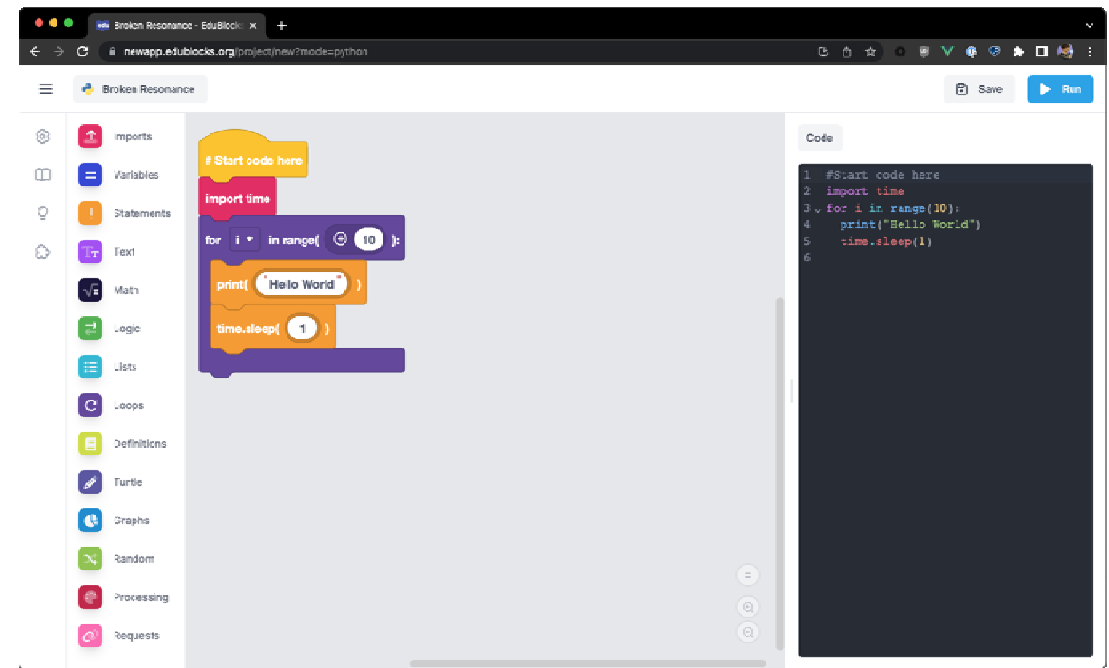 Broken Resonance - EduBlocks
newapp.edublocks.org/project/new?mode=python
Broken Resonance
Save
Run
Imports
Variables
Statements
Text
Math
Logic
Lists
Loops
Definitions
Turtle
Graphs
Random
Processing
Requests
# Start code here
import time
for i in range( 10 ):
print( "Hello World" )
time.sleep( 1 )
Code
1 #Start code here
2 import time
3 for i in range(10):
4 print("Hello World")
5 time.sleep(1)
6